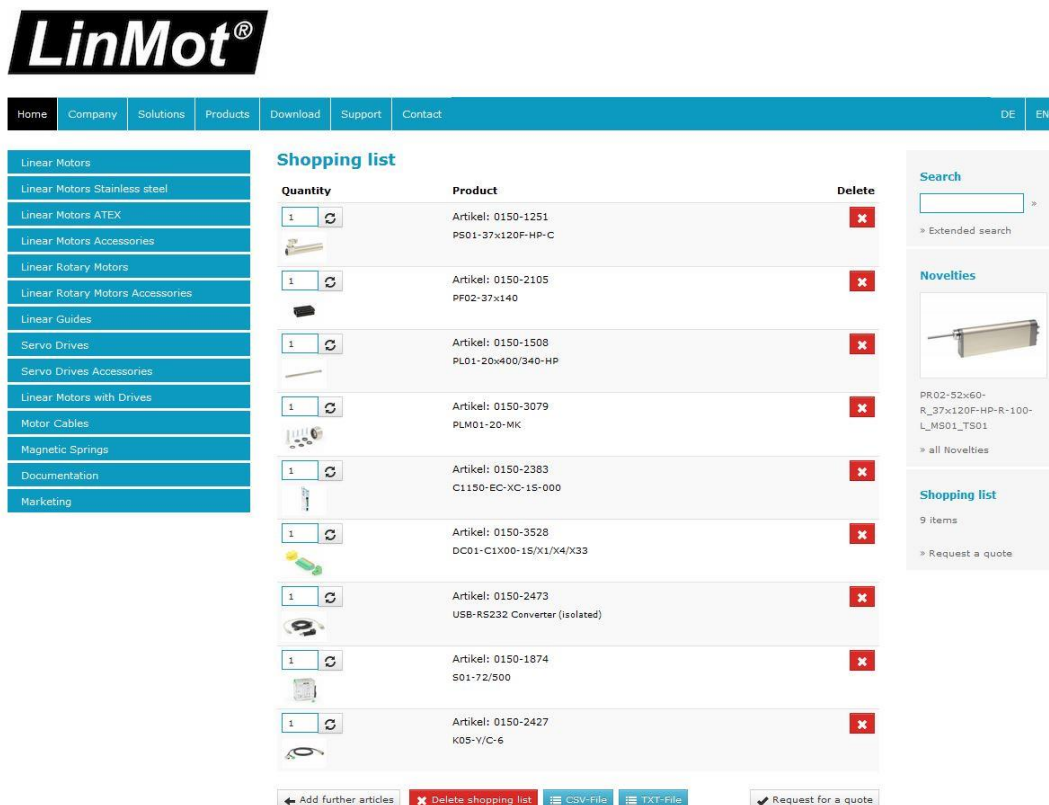 LinMot®
Home Company Solutions Products Download Support Contact DE EN
Linear Motors
Linear Motors Stainless steel
Linear Motors ATEX
Linear Motors Accessories
Linear Rotary Motors
Linear Rotary Motors Accessories
Linear Guides
Servo Drives
Servo Drives Accessories
Linear Motors with Drives
Motor Cables
Magnetic Springs
Documentation
Marketing
Shopping list
Quantity Product Delete
1 Artikel: 0150-1251
PS01-37x120F-HP-C
1 Artikel: 0150-2105
PF02-37x140
1 Artikel: 0150-1508
PL01-20x400/340-HP
1 Artikel: 0150-3079
PLM01-20-MK
1 Artikel: 0150-2383
C1150-EC-XC-1S-000
1 Artikel: 0150-3528
DC01-C1X00-1S/X1/X4/X33
1 Artikel: 0150-2473
USB-RS232 Converter (isolated)
1 Artikel: 0150-1874
S01-72/500
1 Artikel: 0150-2427
K05-Y/C-6
Add further articles Delete shopping list CSV-File TXT-File Request for a quote
Search
»
» Extended search
Novelties
PR02-52x60-
R_37x120F-HP-R-100-
L_MS01_TS01
» all Novelties
Shopping list
9 items
» Request a quote